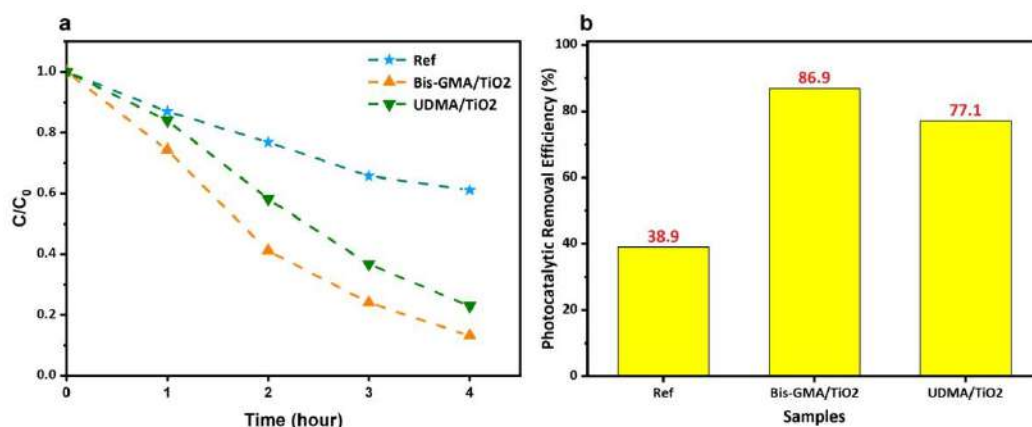 a
C/C0
1.0
0.8
0.6
0.4
0.2
0.0
0
1
2
3
4
Time (hour)
Ref
Bis-GMA/TiO2
UDMA/TiO2
b
Photocatalytic Removal Efficiency (%)
100
80
60
40
20
0
38.9
86.9
77.1
Ref
Bis-GMA/TiO2
UDMA/TiO2
Samples